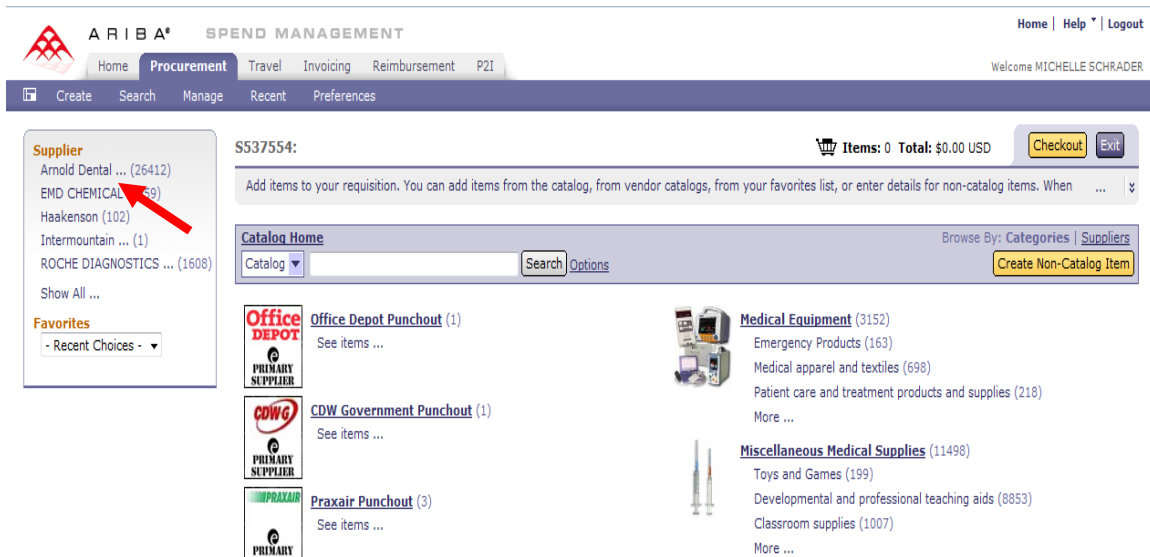 ARIBA® SPEND MANAGEMENT
Home | Help | Logout
Home Procurement Travel Invoicing Reimbursement P2I
Welcome MICHELLE SCHRADER
Create Search Manage Recent Preferences
Supplier
Arnold Dental ... (26412)
EMD CHEMICAL
Haakenson (102)
Intermountain ... (1)
ROCHE DIAGNOSTICS ... (1608)
Show All ...
Favorites
- Recent Choices -
S537554:
Items: 0 Total: $0.00 USD
Checkout Exit
Add items to your requisition. You can add items from the catalog, from vendor catalogs, from your favorites list, or enter details for non-catalog items. When ...
Catalog Home
Browse By: Categories | Suppliers
Catalog Search Options
Create Non-Catalog Item
Office DEPOT
PRIMARY
SUPPLIER
Office Depot Punchout (1)
See items ...
CDWG
PRIMARY
SUPPLIER
CDW Government Punchout (1)
See items ...
PRAXAIR
PRIMARY
Praxair Punchout (3)
See items ...
Medical Equipment (3152)
Emergency Products (163)
Medical apparel and textiles (698)
Patient care and treatment products and supplies (218)
More ...
Miscellaneous Medical Supplies (11498)
Toys and Games (199)
Developmental and professional teaching aids (8853)
Classroom supplies (1007)
More ...